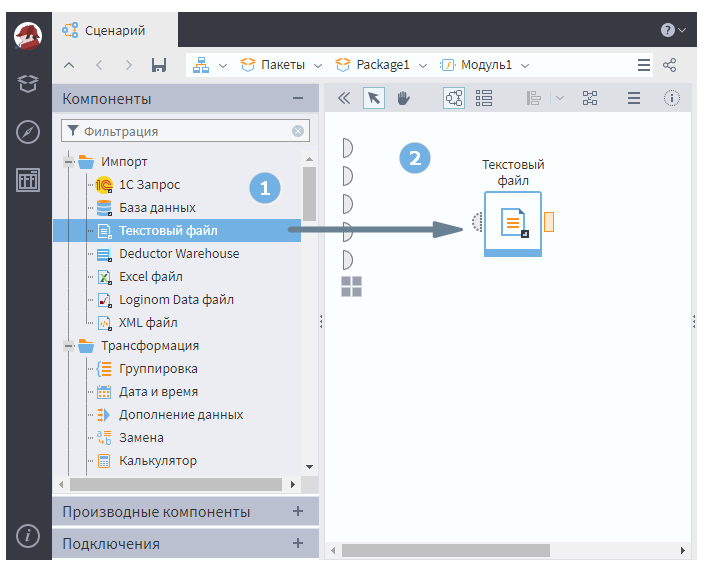 Сценарий
?
Пакеты
Package1
Модуль1
Компоненты
Фильтрация
Импорт
1С Запрос
База данных
Текстовый файл
Deductor Warehouse
Excel файл
Loginom Data файл
XML файл
Трансформация
Группировка
Дата и время
Дополнение данных
Замена
Калькулятор
Производные компоненты
Подключения
1
2
Текстовый
файл